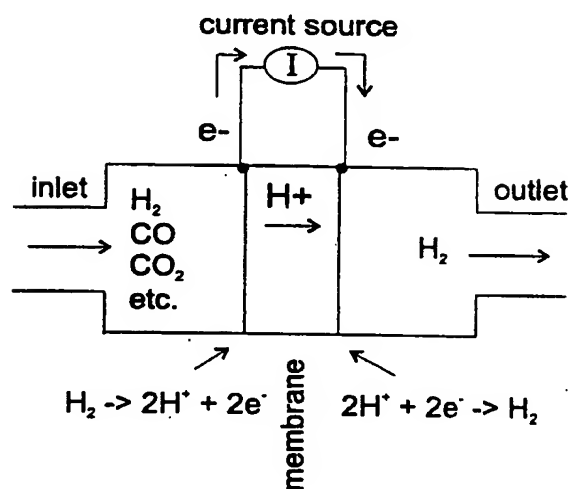 current source
I
e-
e-
inlet
H+
outlet
H₂
CO
CO₂
etc.
H₂
H₂ -> 2H⁺ + 2e⁻
membrane
2H⁺ + 2e⁻ -> H₂